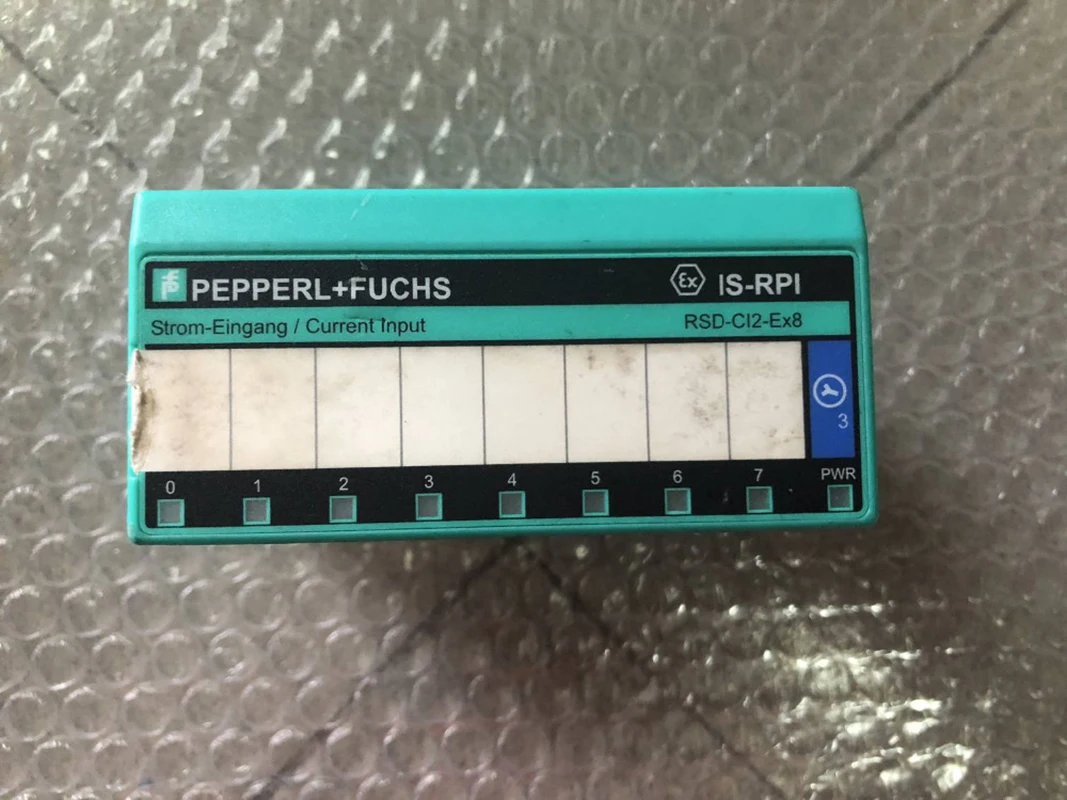 PEPPERL+FUCHS Ex IS-RPI
Strom-Eingang / Current Input RSD-CI2-Ex8
3
0 1 2 3 4 5 6 7 PWR